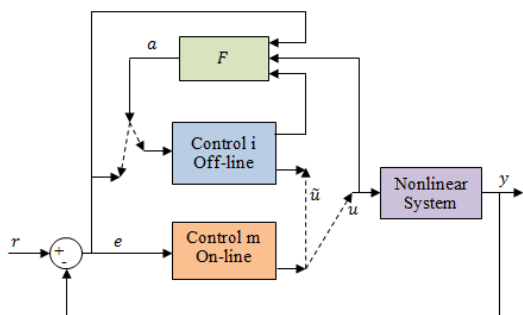 a
F
Control i
Off-line
ũ
u
Nonlinear
System
y
r
+
-
e
Control m
On-line